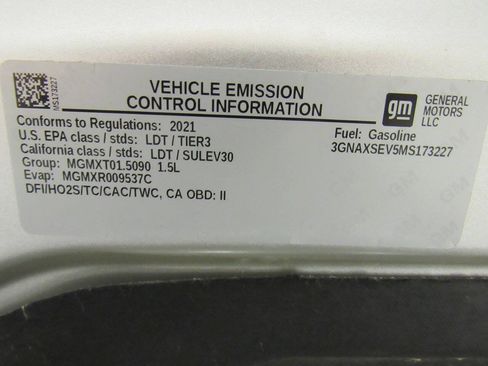 MS173227
VEHICLE EMISSION
CONTROL INFORMATION
gm
GENERAL
MOTORS
LLC
Conforms to Regulations: 2021
U.S. EPA class / stds: LDT / TIER3
California class / stds: LDT / SULEV30
Group: MGMXT01.5090 1.5L
Evap: MGMXR009537C
DFI/HO2S/TC/CAC/TWC, CA OBD: II
Fuel: Gasoline
3GNAXSEV5MS173227